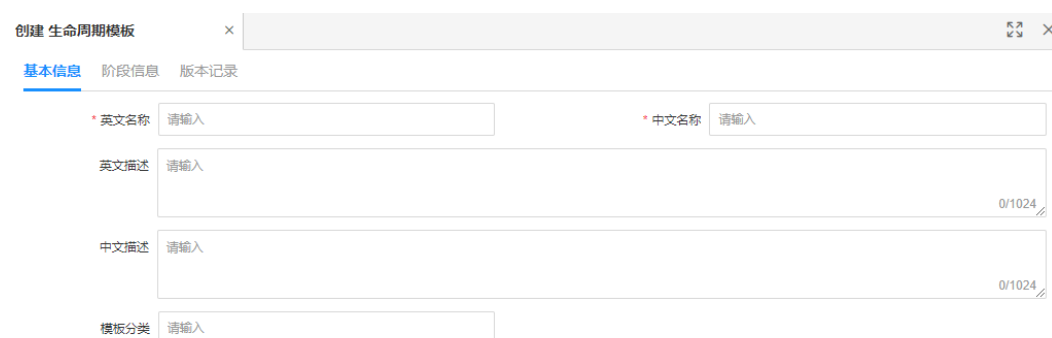 创建 生命周期模板
基本信息 阶段信息 版本记录
* 英文名称 请输入 * 中文名称 请输入
英文描述 请输入
0/1024
中文描述 请输入
0/1024
模板分类 请输入